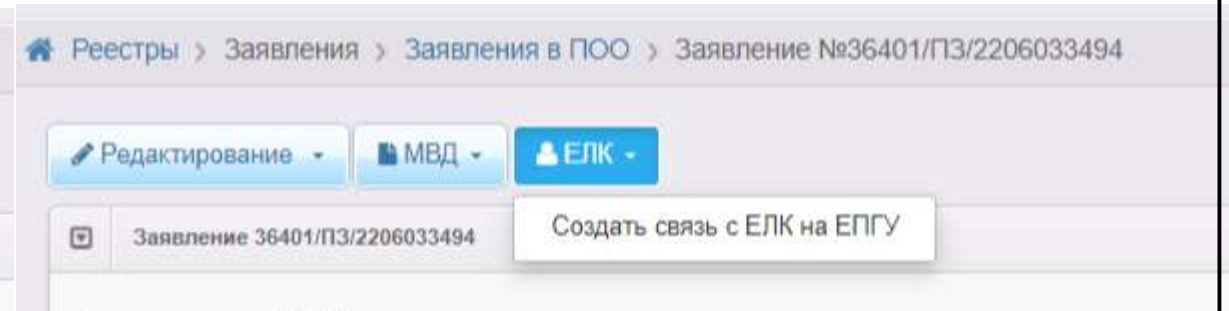 Реестры > Заявления > Заявления в ПОО > Заявление №36401/ПЗ/2206033494
Редактирование МВД ЕЛК
Создать связь с ЕЛК на ЕПГУ
Заявление 36401/ПЗ/2206033494